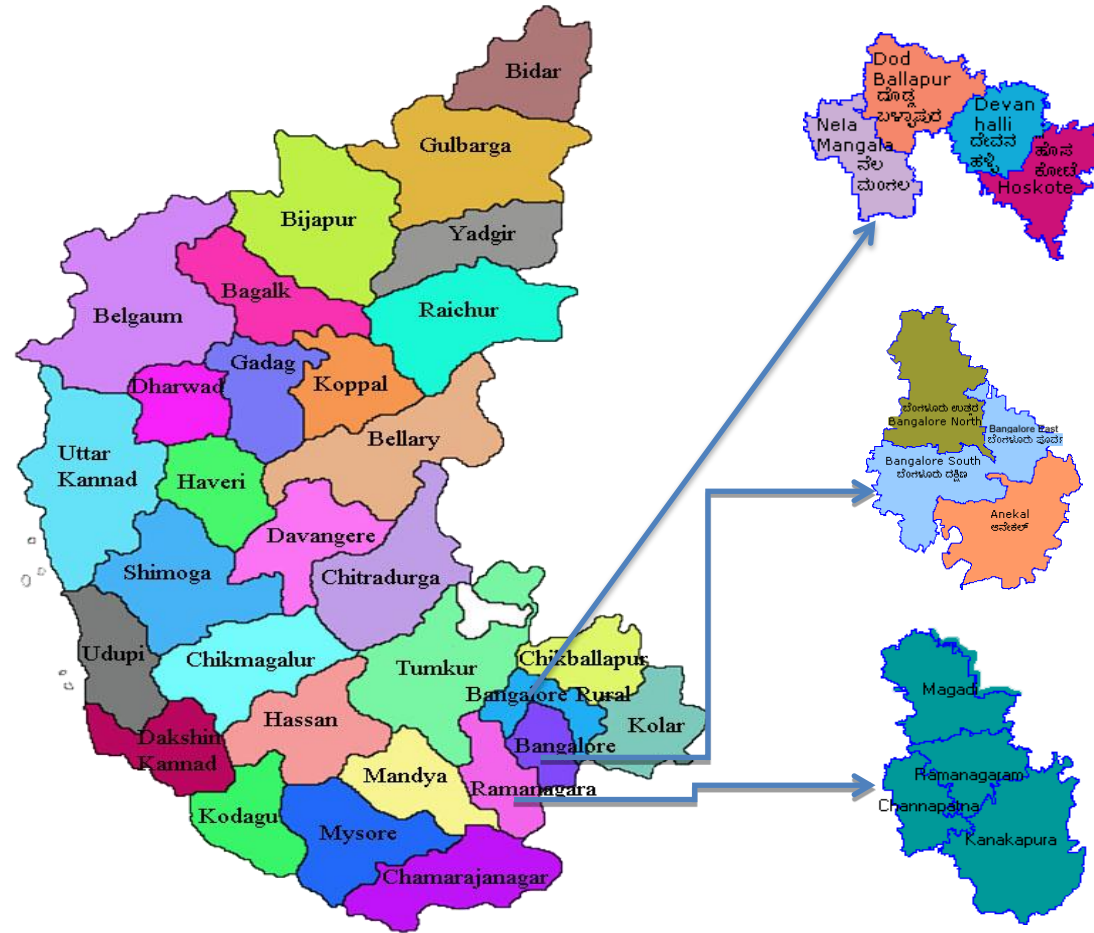 Bidar
Gulbarga
Bijapur
Yadgir
Bagalk
Raichur
Belgaum
Gadag
Koppal
Dharwad
Bellary
Uttar
Kannad
Haveri
Davangere
Shimoga
Chitradurga
Udupi
Chikmagalur
Tumkur
Chikballapur
Bangalore Rural
Hassan
Kolar
Bangalore
Dakshin
Kannad
Mandya
Ramanagara
Kodagu
Mysore
Chamarajanagar
Dod
Ballapur
ದೊಡ್ಡ
ಬಳ್ಳಾಪುರ
Nela
Mangala
ನೆಲ
ಮಂಗಲ
Devan
halli
ದೇವನ
ಹಳ್ಳಿ
ಹೊಸ
ಕೋಟೆ
Hoskote
ಬೆಂಗಳೂರು ಉತ್ತರ
Bangalore North
Bangalore East
ಬೆಂಗಳೂರು ಪೂರ್ವ
Bangalore South
ಬೆಂಗಳೂರು ದಕ್ಷಿಣ
Anekal
ಆನೇಕಲ್
Magadi
Ramanagaram
Channapatna
Kanakapura